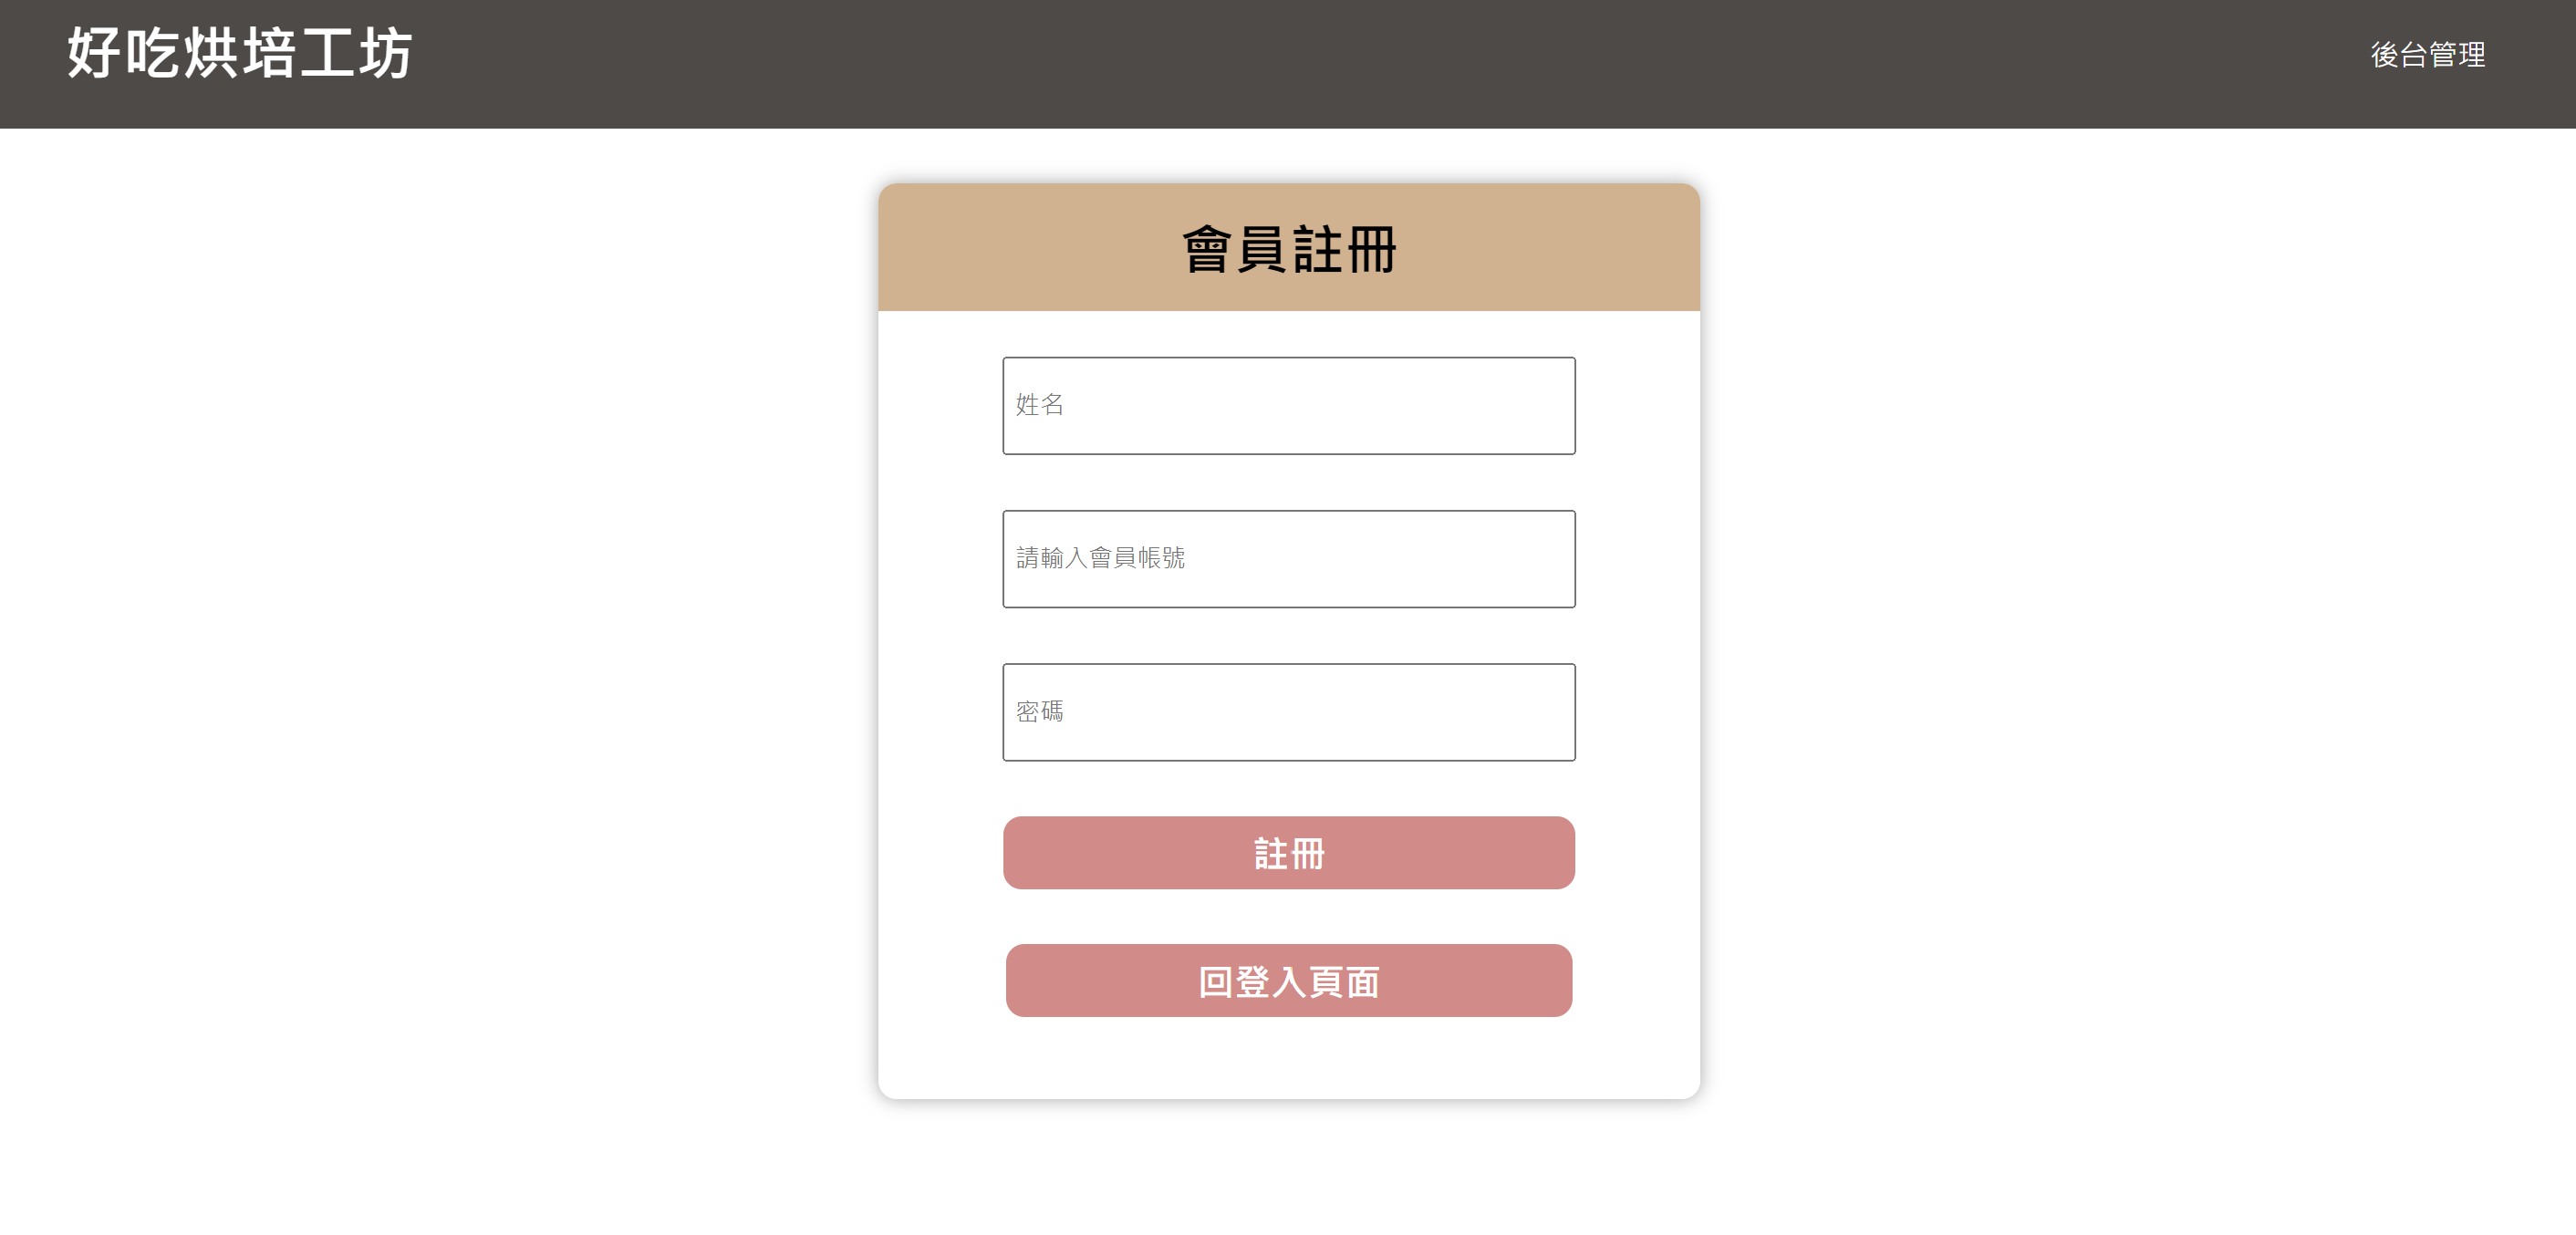 好吃烘培工坊
後台管理
會員註冊
姓名
請輸入會員帳號
密碼
註冊
回登入頁面